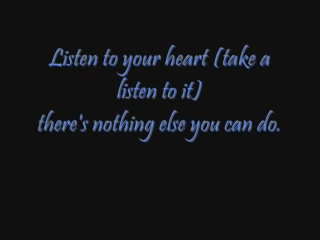 Listen to your heart (take a
listen to it)
there's nothing else you can do.